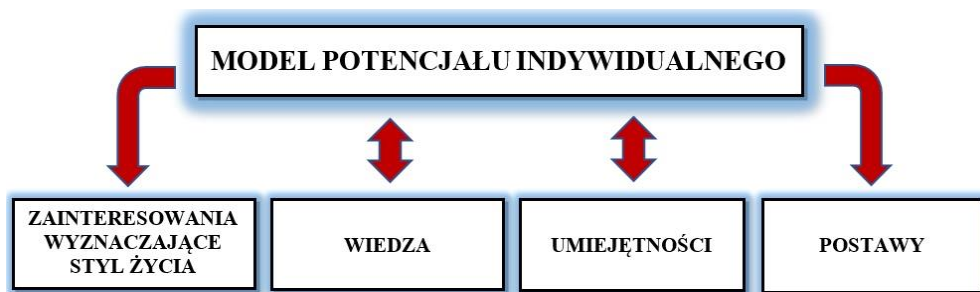 MODEL POTENCJAŁU INDYWIDUALNEGO
ZAINTERESOWANIA
WYZNACZAJĄCE
STYL ŻYCIA
WIEDZA
UMIEJĘTNOŚCI
POSTAWY